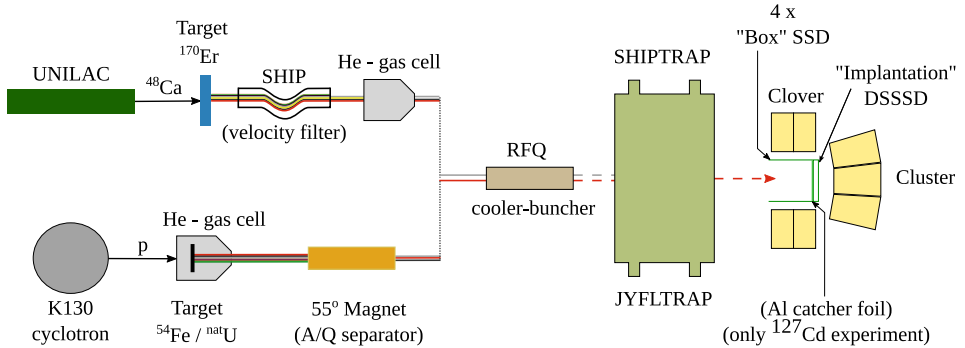 UNILAC
48Ca
Target
170Er
SHIP
(velocity filter)
He - gas cell
K130
cyclotron
p
He - gas cell
Target
54Fe / natU
55o Magnet
(A/Q separator)
RFQ
cooler-buncher
SHIPTRAP
JYFLTRAP
4 x
"Box" SSD
Clover
"Implantation"
DSSSD
Cluster
(Al catcher foil)
(only 127Cd experiment)